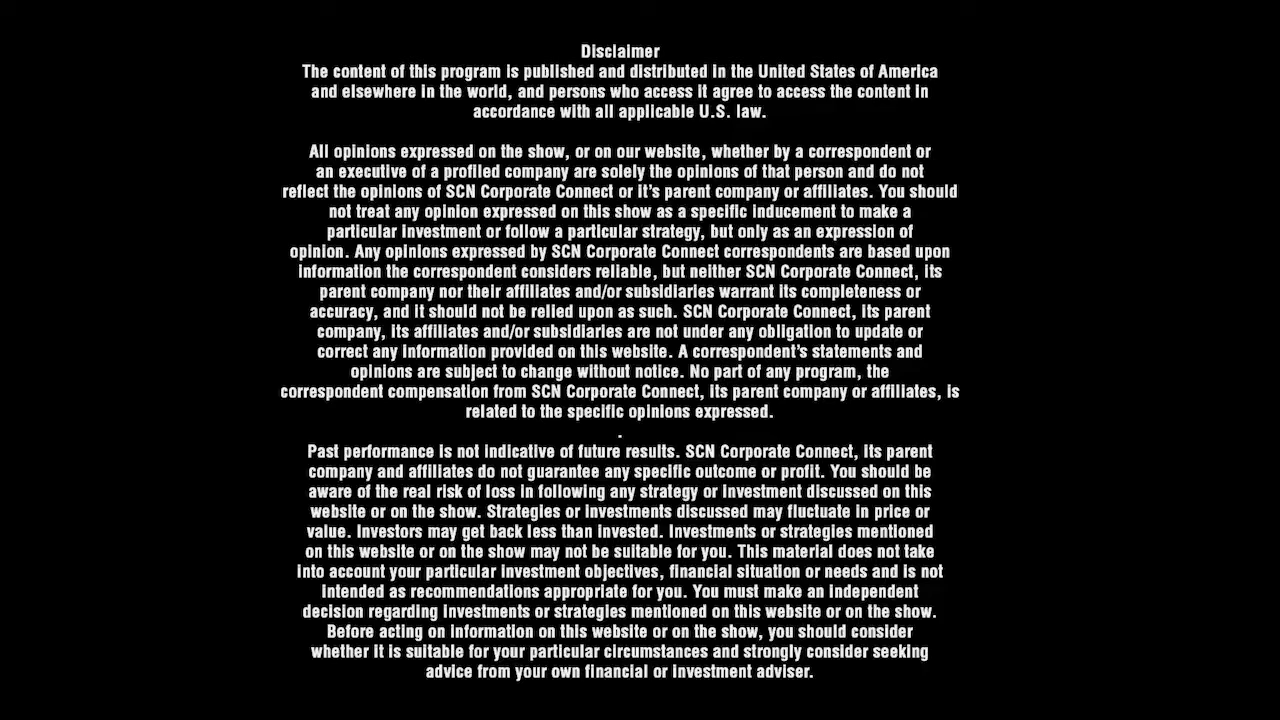 Disclaimer
The content of this program is published and distributed in the United States of America
and elsewhere in the world, and persons who access it agree to access the content in
accordance with all applicable U.S. law.
All opinions expressed on the show, or on our website, whether by a correspondent or
an executive of a profiled company are solely the opinions of that person and do not
reflect the opinions of SCN Corporate Connect or it's parent company or affiliates. You should
not treat any opinion expressed on this show as a specific inducement to make a
particular investment or follow a particular strategy, but only as an expression of
opinion. Any opinions expressed by SCN Corporate Connect correspondents are based upon
information the correspondent considers reliable, but neither SCN Corporate Connect, its
parent company nor their affiliates and/or subsidiaries warrant its completeness or
accuracy, and it should not be relied upon as such. SCN Corporate Connect, its parent
company, its affiliates and/or subsidiaries are not under any obligation to update or
correct any information provided on this website. A correspondent's statements and
opinions are subject to change without notice. No part of any program, the
correspondent compensation from SCN Corporate Connect, its parent company or affiliates, is
related to the specific opinions expressed.
.
Past performance is not indicative of future results. SCN Corporate Connect, its parent
company and affiliates do not guarantee any specific outcome or profit. You should be
aware of the real risk of loss in following any strategy or investment discussed on this
website or on the show. Strategies or investments discussed may fluctuate in price or
value. Investors may get back less than invested. Investments or strategies mentioned
on this website or on the show may not be suitable for you. This material does not take
into account your particular investment objectives, financial situation or needs and is not
intended as recommendations appropriate for you. You must make an independent
decision regarding investments or strategies mentioned on this website or on the show.
Before acting on information on this website or on the show, you should consider
whether it is suitable for your particular circumstances and strongly consider seeking
advice from your own financial or investment adviser.